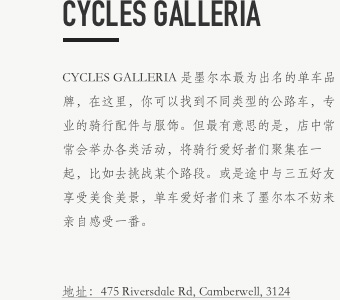 CYCLES GALLERIA
CYCLES GALLERIA 是墨尔本最为出名的单车品
牌，在这里，你可以找到不同类型的公路车，专
业的骑行配件与服饰。但最有意思的是，店中常
常会举办各类活动，将骑行爱好者们聚集在一
起，比如去挑战某个路段。或是途中与三五好友
享受美食美景，单车爱好者们来了墨尔本不妨来
亲自感受一番。
地址：475 Riversdale Rd, Camberwell, 3124